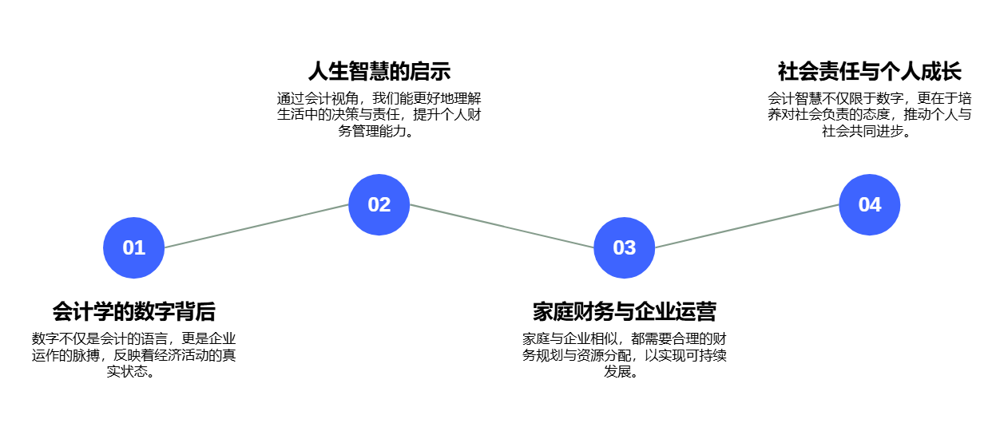 01
会计学的数字背后
数字不仅是会计的语言，更是企业
运作的脉搏，反映着经济活动的真
实状态。
人生智慧的启示
通过会计视角，我们能更好地理解
生活中的决策与责任，提升个人财
务管理能力。
02
03
家庭财务与企业运营
家庭与企业相似，都需要合理的财
务规划与资源分配，以实现可持续
发展。
社会责任与个人成长
会计智慧不仅限于数字，更在于培
养对社会负责的态度，推动个人与
社会共同进步。
04